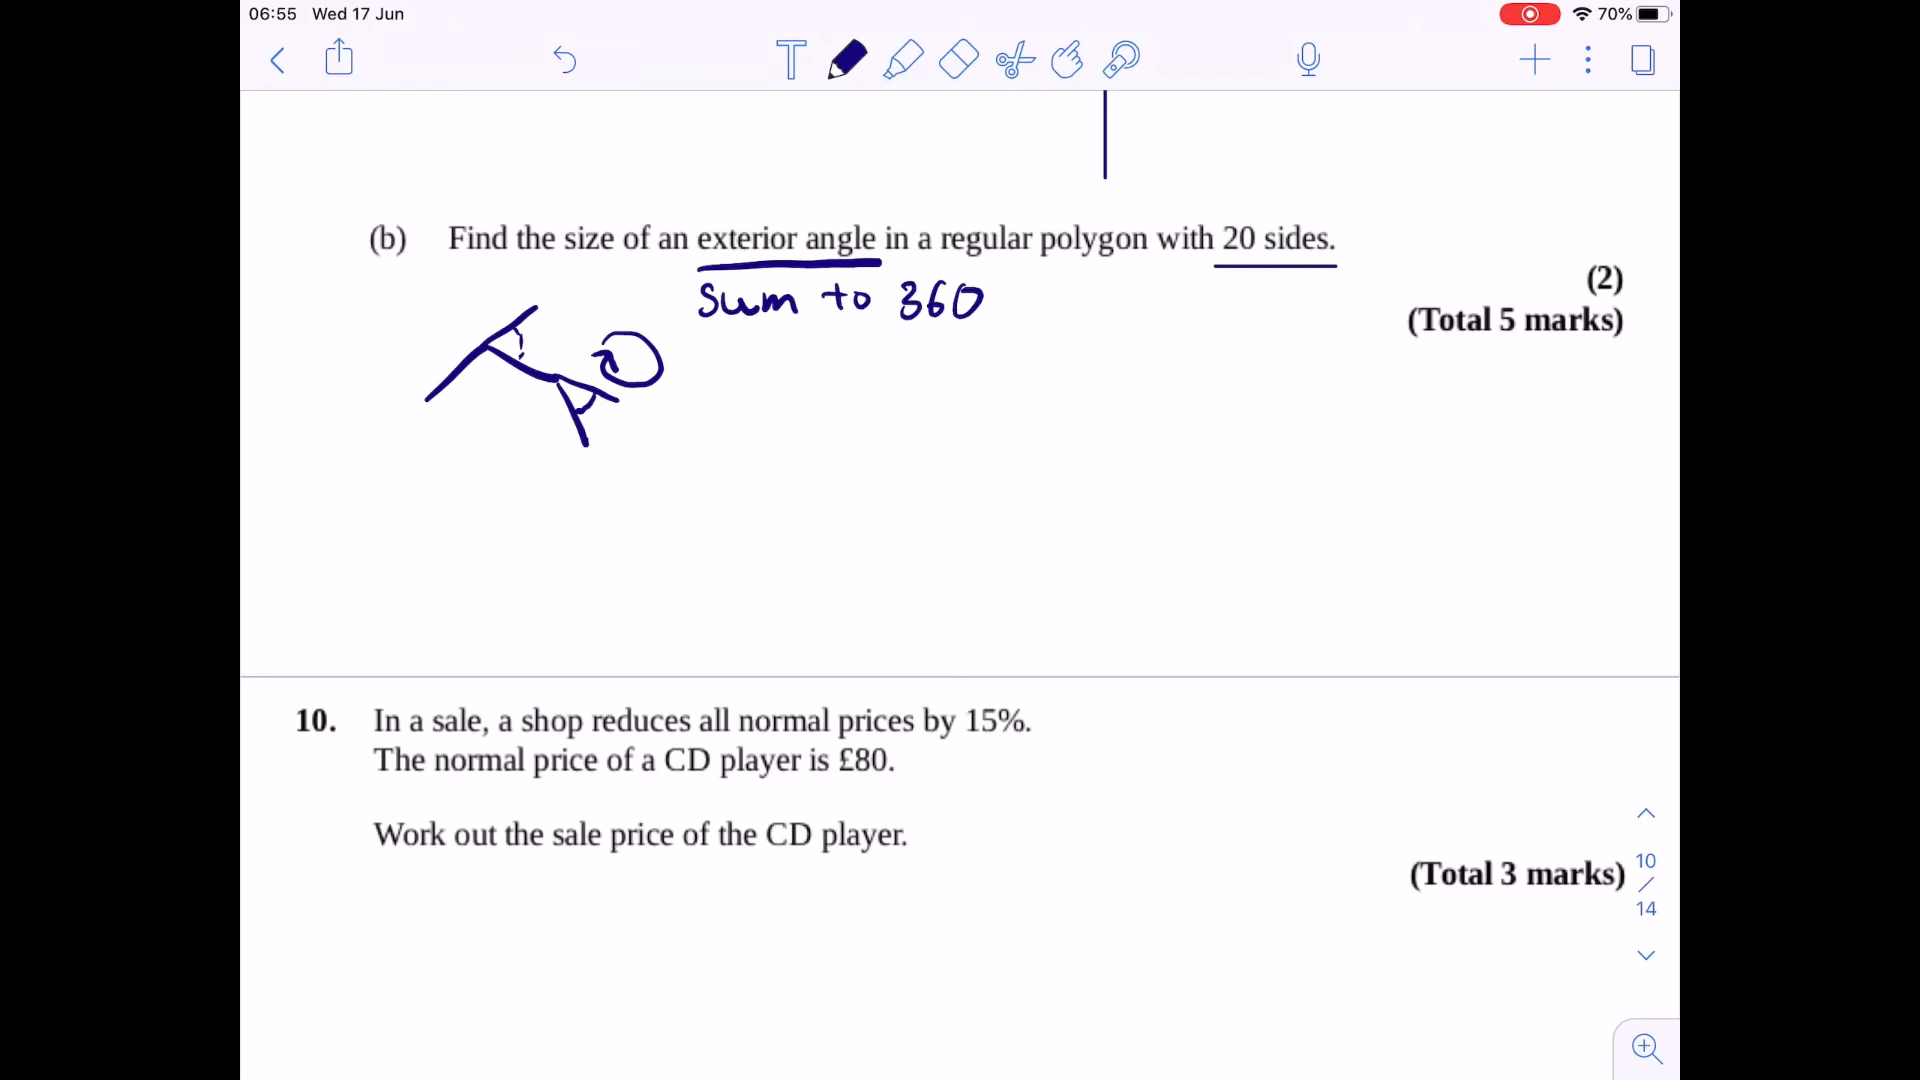 06:55 Wed 17 Jun
70%
T
(b) Find the size of an exterior angle in a regular polygon with 20 sides.
(2)
Sum to 360
(Total 5 marks)
10. In a sale, a shop reduces all normal prices by 15%.
The normal price of a CD player is £80.
Work out the sale price of the CD player.
(Total 3 marks)
10
/
14